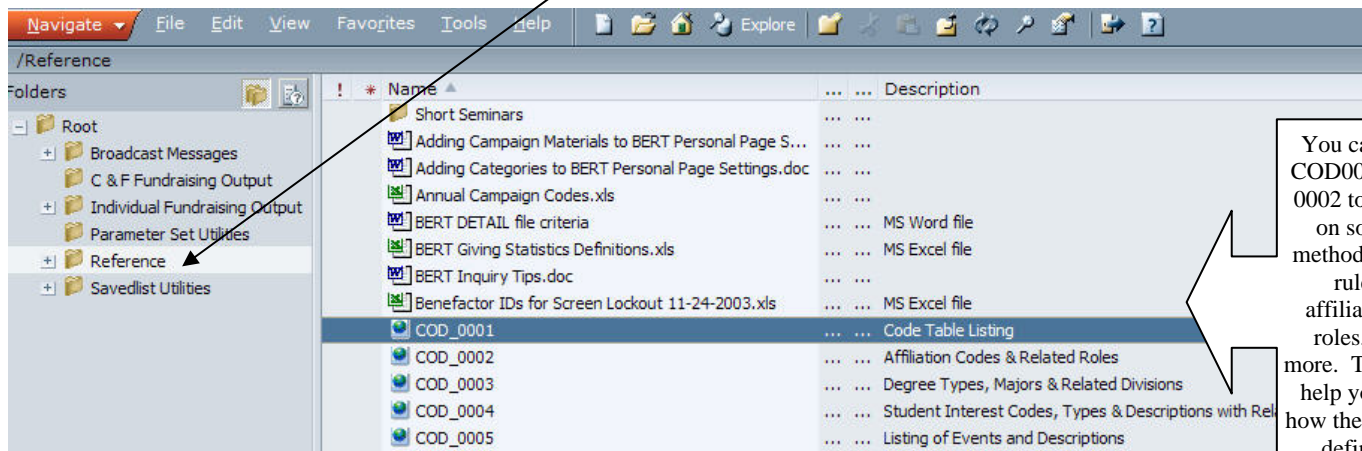 Navigate File Edit View Favorites Tools Help Explore
/Reference
Folders
! * Name ... ... Description
Root
Broadcast Messages
C & F Fundraising Output
Individual Fundraising Output
Parameter Set Utilities
Reference
Savedlist Utilities
Short Seminars ... ...
Adding Campaign Materials to BERT Personal Page S... ... ...
Adding Categories to BERT Personal Page Settings.doc ... ...
Annual Campaign Codes.xls ... ...
BERT DETAIL file criteria ... ... MS Word file
BERT Giving Statistics Definitions.xls ... ... MS Excel file
BERT Inquiry Tips.doc ... ...
Benefactor IDs for Screen Lockout 11-24-2003.xls ... ... MS Excel file
COD_0001 ... ... Code Table Listing
COD_0002 ... ... Affiliation Codes & Related Roles
COD_0003 ... ... Degree Types, Majors & Related Divisions
COD_0004 ... ... Student Interest Codes, Types & Descriptions with Rel
COD_0005 ... ... Listing of Events and Descriptions
You ca
COD00
0002 to
on so
method
rul
affilia
roles
more. T
help y
how the
defi